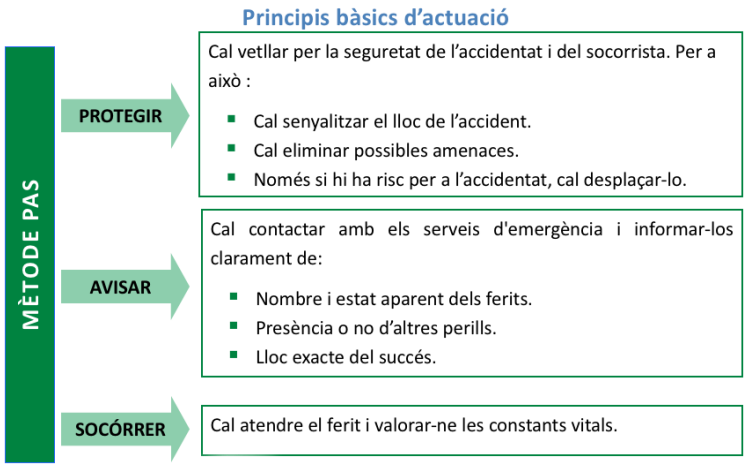 Principis bàsics d’actuació
MÈTODE PAS
PROTEGIR
Cal vetllar per la seguretat de l’accidentat i del socorrista. Per a
això :
▪ Cal senyalitzar el lloc de l’accident.
▪ Cal eliminar possibles amenaces.
▪ Només si hi ha risc per a l’accidentat, cal desplaçar-lo.
AVISAR
Cal contactar amb els serveis d'emergència i informar-los
clarament de:
▪ Nombre i estat aparent dels ferits.
▪ Presència o no d’altres perills.
▪ Lloc exacte del succés.
SOCÓRRER
Cal atendre el ferit i valorar-ne les constants vitals.